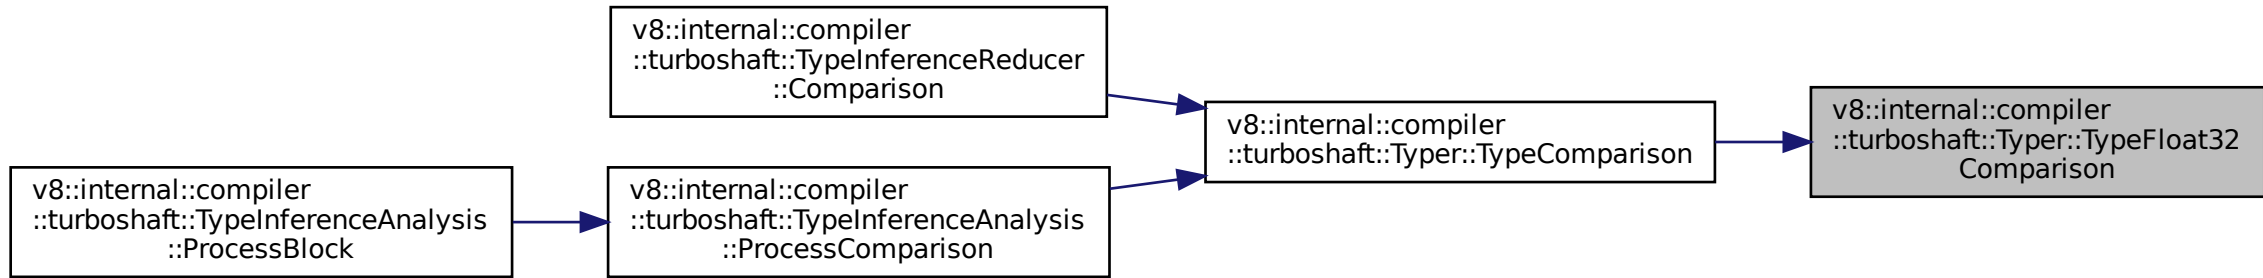 v8::internal::compiler
::turboshaft::TypeInferenceReducer
::Comparison
v8::internal::compiler
::turboshaft::TypeInferenceAnalysis
::ProcessBlock
v8::internal::compiler
::turboshaft::TypeInferenceAnalysis
::ProcessComparison
v8::internal::compiler
::turboshaft::Typer::TypeComparison
v8::internal::compiler
::turboshaft::Typer::TypeFloat32
Comparison